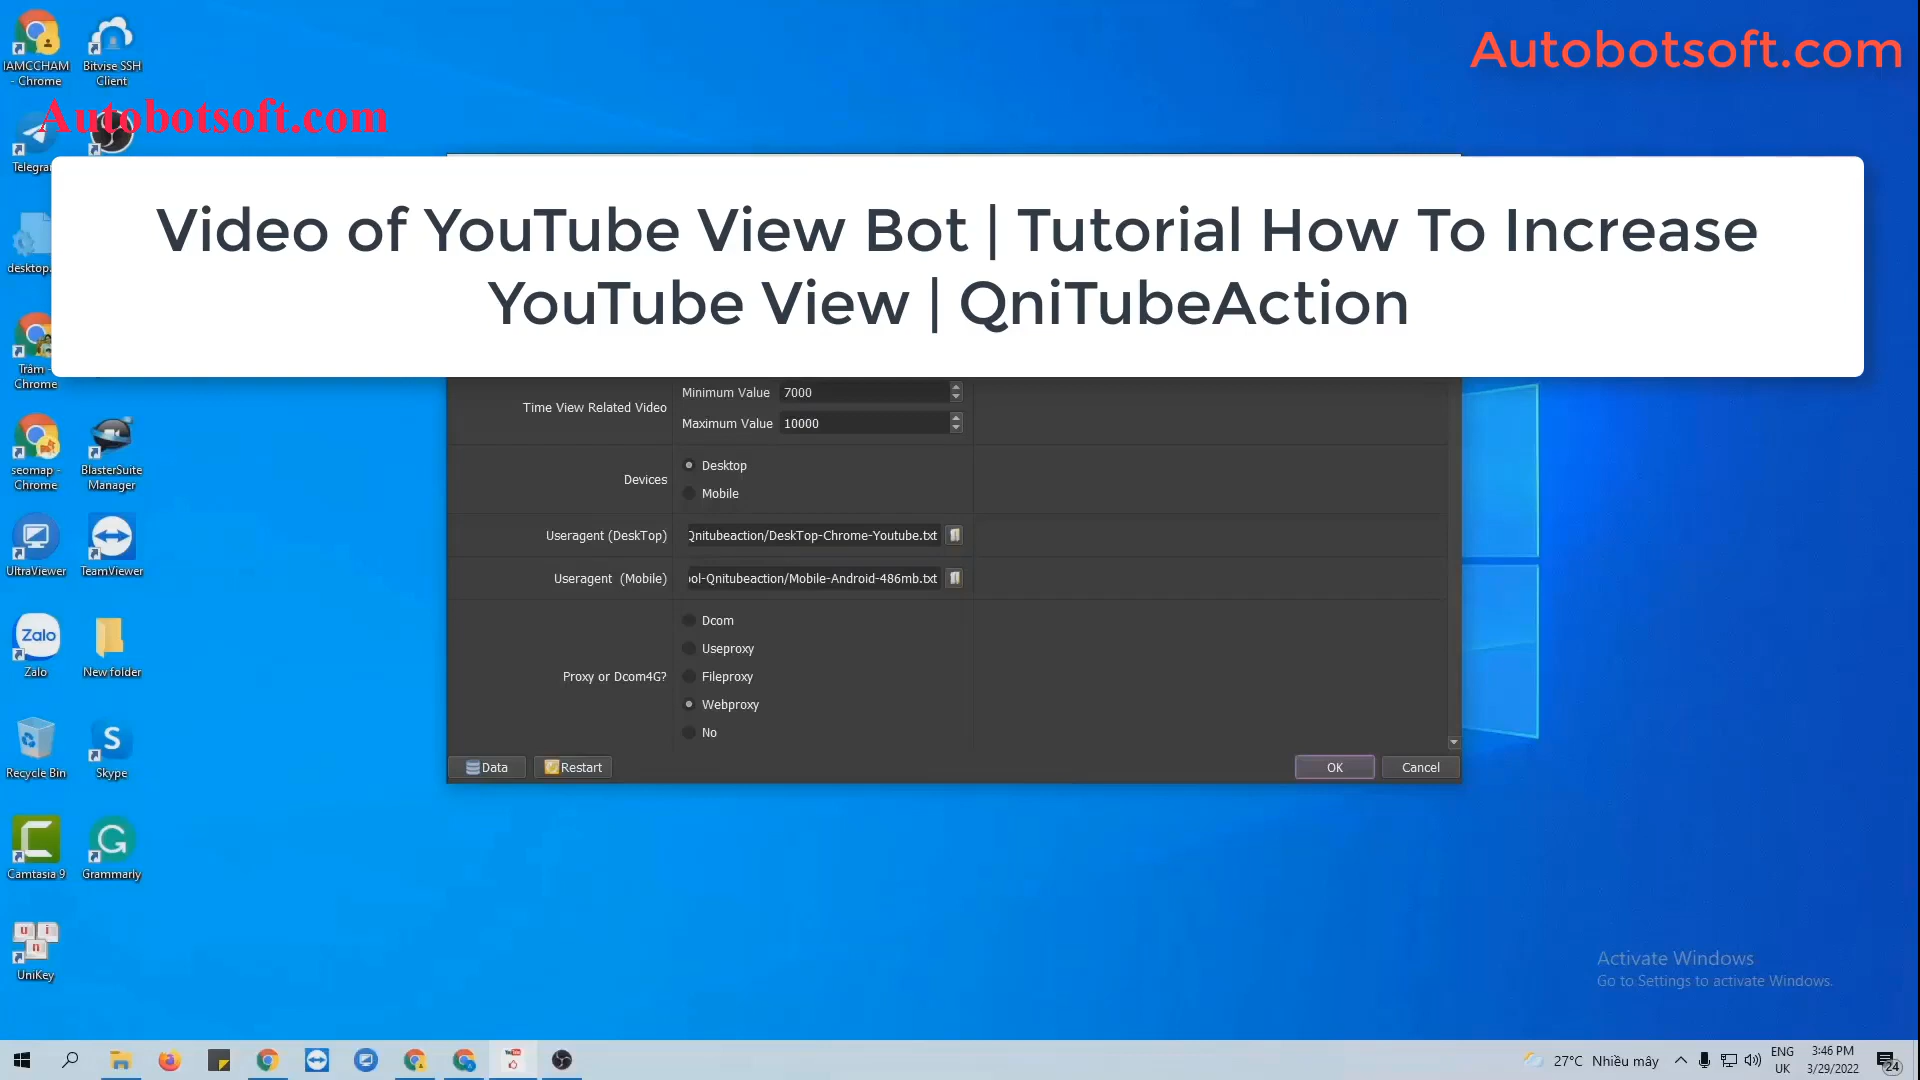 Autobotsoft.com
IAMCCHAM
- Chrome
Bitvise SSH
Client
Autobotsoft.com
Telegra
Video of YouTube View Bot | Tutorial How To Increase
YouTube View | QniTubeAction
desktop.
Trâm -
Chrome
seomap -
Chrome
BlasterSuite
Manager
UltraViewer
TeamViewer
Zalo
Zalo
New folder
Recycle Bin
S
Skype
C
Camtasia 9
G
Grammarly
u i
n
UniKey
Time View Related Video
Minimum Value 7000
Maximum Value 10000
Devices
Desktop
Mobile
Useragent (DeskTop) Qnitubeaction/DeskTop-Chrome-Youtube.txt
Useragent (Mobile) ol-Qnitubeaction/Mobile-Android-486mb.txt
Proxy or Dcom4G?
Dcom
Useproxy
Fileproxy
Webproxy
No
Data Restart OK Cancel
Activate Windows
Go to Settings to activate Windows.
27°C Nhiều mây
ENG
UK
3:46 PM
3/29/2022
24